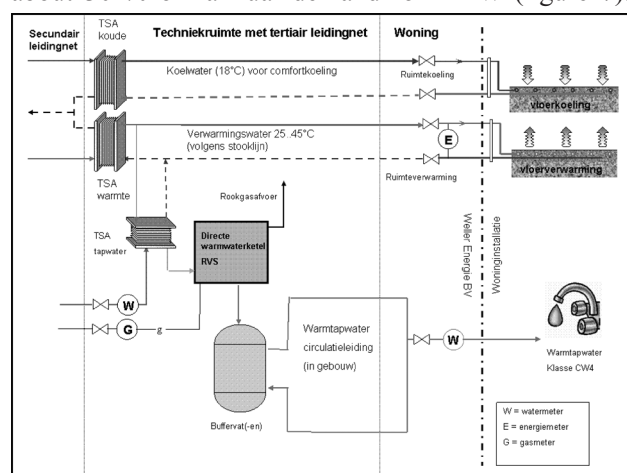 TSA
koude
Secundair
leidingnet
Techniekruimte met tertiair leidingnet
Woning
Koelwater (18°C) voor comfortkoeling
Ruimtekoeling
vloerkoeling
Verwarmingswater 25..45°C
(volgens stooklijn)
E
TSA
warmte
Ruimteverwarming
vloerverwarming
Rookgasafvoer
TSA
tapwater
Directe
warmwaterketel
RVS
Weller Energie BV
Woninginstallatie
W
G
g
Warmtapwater
circulatieleiding
(in gebouw)
W
Warmtapwater
Klasse CW4
Buffervat(-en)
W = watermeter
E = energiemeter
G = gasmeter